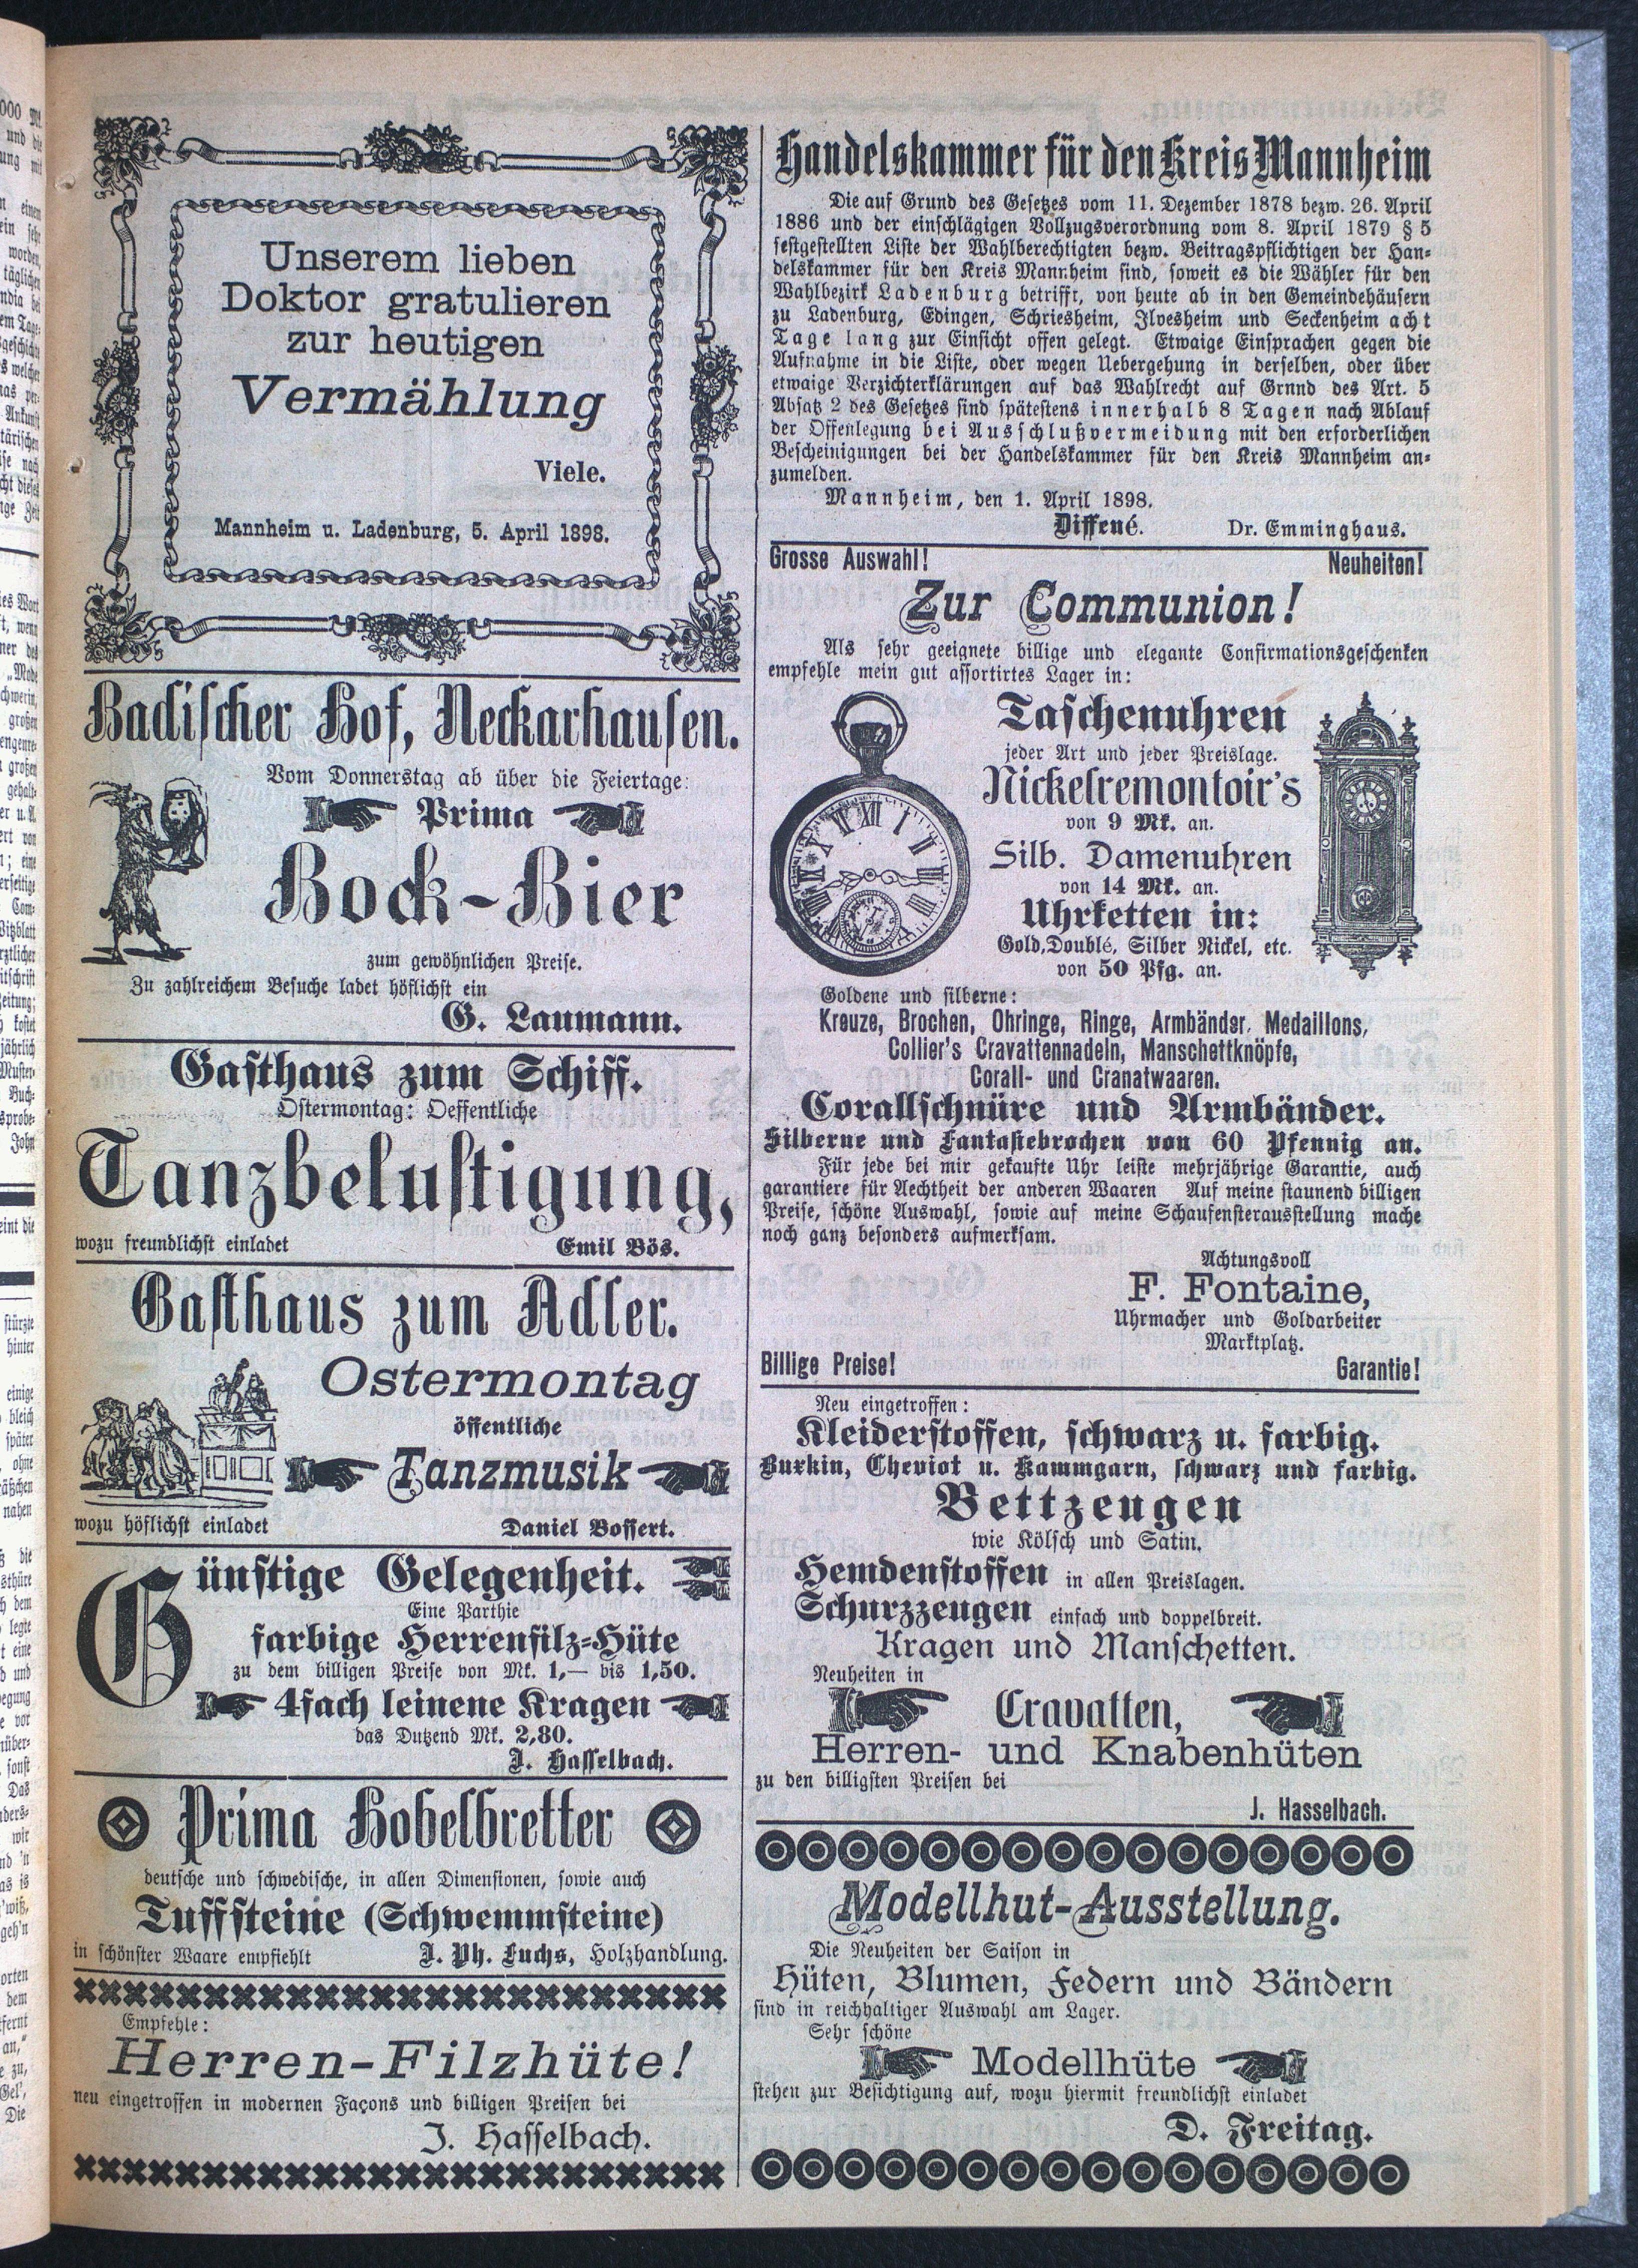 Unserem lieben
Doktor gratulieren
zur heutigen
Vermählung
Viele.
Mannheim u. Ladenburg, 5. April 1898.
Badischer Hof, Neckarhausen.
Vom Donnerstag ab über die Feiertage:
Prima
Bock-Bier
zum gewöhnlichen Preise.
Zu zahlreichem Besuche ladet höflichst ein
G. Laumann.
Gasthaus zum Schiff.
Ostermontag: Oeffentliche
Tanzbelustigung,
wozu freundlichst einladet
Emil Bös.
Gasthaus zum Adler.
Ostermontag
öffentliche
Tanzmusik
wozu höflichst einladet
Daniel Bossert.
Günstige Gelegenheit.
Eine Parthie
farbige Herrenfilz-Hüte
zu dem billigen Preise von Mk. 1,— bis 1,50.
4fach leinene Kragen
das Dutzend Mk. 2,80.
J. Hasselbach.
Prima Hobelbretter
deutsche und schwedische, in allen Dimensionen, sowie auch
Tuffsteine (Schwemmsteine)
in schönster Waare empfiehlt J. Ph. Fuchs, Holzhandlung.
Empfehle:
Herren-Filzhüte!
neu eingetroffen in modernen Façons und billigen Preisen bei
J. Hasselbach.
Handelskammer für den Kreis Mannheim
Die auf Grund des Gesetzes vom 11. Dezember 1878 bezw. 26. April
1886 und der einschlägigen Vollzugsverordnung vom 8. April 1879 § 5
festgestellten Liste der Wahlberechtigten bezw. Beitragspflichtigen der Han-
delskammer für den Kreis Mannheim sind, soweit es die Wähler für den
Wahlbezirk Ladenburg betrifft, von heute ab in den Gemeindehäusern
zu Ladenburg, Edingen, Schriesheim, Ilvesheim und Seckenheim acht
Tage lang zur Einsicht offen gelegt. Etwaige Einsprachen gegen die
Aufnahme in die Liste, oder wegen Uebergehung in derselben, oder über
etwaige Verzichterklärungen auf das Wahlrecht auf Grnnd des Art. 5
Absatz 2 des Gesetzes sind spätestens innerhalb 8 Tagen nach Ablauf
der Offenlegung bei Ausschlußvermeidung mit den erforderlichen
Bescheinigungen bei der Handelskammer für den Kreis Mannheim an-
zumelden.
Mannheim, den 1. April 1898.
Diffené. Dr. Emminghaus.
Grosse Auswahl! Neuheiten!
Zur Communion!
Als sehr geeignete billige und elegante Confirmationsgeschenken
empfehle mein gut assortirtes Lager in:
Taschenuhren
jeder Art und jeder Preislage.
Nickelremontoir's
von 9 Mk. an.
Silb. Damenuhren
von 14 Mk. an.
Uhrketten in:
Gold, Doublé, Silber Nickel, etc.
von 50 Pfg. an.
Goldene und silberne:
Kreuze, Brochen, Ohringe, Ringe, Armbänder, Medaillons,
Collier's Cravattennadeln, Manschettknöpfe,
Corall- und Cranatwaaren.
Corallschnüre und Armbänder.
Silberne und Fantasiebrochen von 60 Pfennig an.
Für jede bei mir gekaufte Uhr leiste mehrjährige Garantie, auch
garantiere für Aechtheit der anderen Waaren Auf meine staunend billigen
Preise, schöne Auswahl, sowie auf meine Schaufensterausstellung mache
noch ganz besonders aufmerksam.
Achtungsvoll
F. Fontaine,
Uhrmacher und Goldarbeiter
Marktplatz.
Billige Preise! Garantie!
Neu eingetroffen:
Kleiderstoffen, schwarz u. farbig.
Buxkin, Cheviot u. Kammgarn, schwarz und farbig.
Bettzeugen
wie Kölsch und Satin.
Hemdenstoffen in allen Preislagen.
Schurzzeugen einfach und doppelbreit.
Kragen und Manschetten.
Neuheiten in
Cravatten,
Herren- und Knabenhüten
zu den billigsten Preisen bei
J. Hasselbach.
Modellhut-Ausstellung.
Die Neuheiten der Saison in
Hüten, Blumen, Federn und Bändern
sind in reichhaltiger Auswahl am Lager.
Sehr schöne
Modellhüte
stehen zur Besichtigung auf, wozu hiermit freundlichst einladet
D. Freitag.